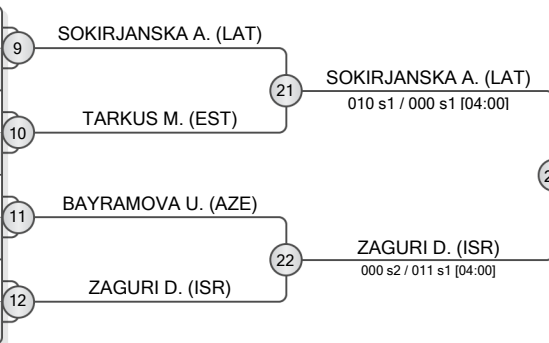 SOKIRJANSKA A. (LAT)
9
21
SOKIRJANSKA A. (LAT)
010 s1 / 000 s1 [04:00]
TARKUS M. (EST)
10
BAYRAMOVA U. (AZE)
11
22
ZAGURI D. (ISR)
000 s2 / 011 s1 [04:00]
ZAGURI D. (ISR)
12